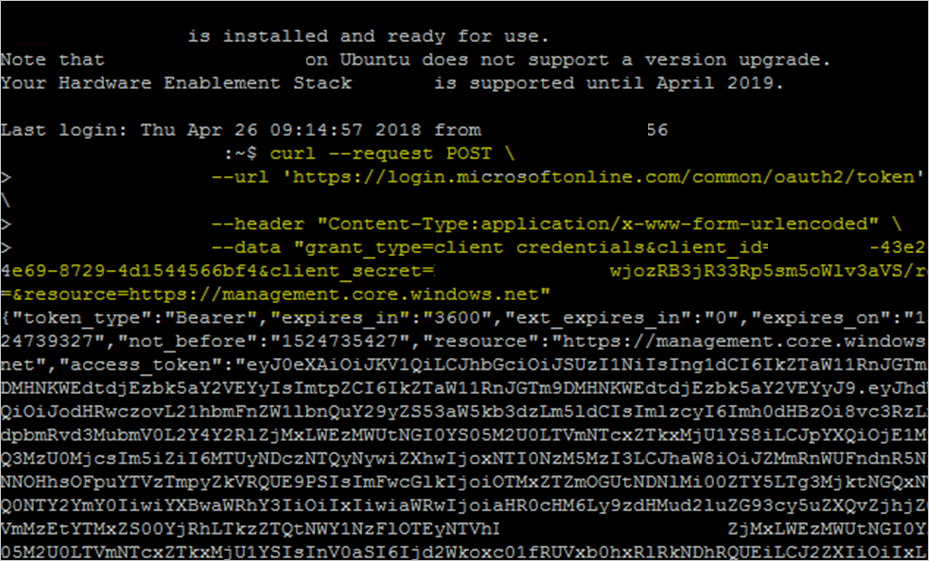 is installed and ready for use.
Note that on Ubuntu does not support a version upgrade.
Your Hardware Enablement Stack is supported until April 2019.
Last login: Thu Apr 26 09:14:57 2018 from 56
:~$ curl --request POST \
> --url 'https://login.microsoftonline.com/common/oauth2/token'
\
> --header "Content-Type:application/x-www-form-urlencoded" \
> --data "grant_type=client_credentials&client_id= -43e2
4e69-8729-4d1544566bf4&client_secret= wjozRB3jR33Rp5sm5oWlv3aVS/r
=&resource=https://management.core.windows.net"
{"token_type":"Bearer","expires_in":"3600","ext_expires_in":"0","expires_on":"1
24739327","not_before":"1524735427","resource":"https://management.core.windows
net","access_token":"eyJ0eXAiOiJKV1QiLCJhbGciOiJSUzI1NiIsIng1dCI6IkZTaW11RnJGTm
DMHNKWEdtdjEzbk5aY2VEYyIsImtpZCI6IkZTaW11RnJGTm9DMHNKWEdtdjEzbk5aY2VEYyJ9.eyJhd
QiOiJodHRwczovL21hbmFnZW1lbnQuY29yZS53aW5kb3dzLm5ldCIsImlzcyI6Imh0dHBzOi8vc3RzL
dpbmRvd3MubmV0L2Y4Y2RlZjMxLWEzMWUtNGI0YS05M2U0LTVmNTcxZTkxMjU1YS8iLCJpYXQiOjE1M
Q3MzU0MjcsIm5iZiI6MTUyNDczNTQyNywiZXhwIjoxNTI0NzM5MzI3LCJhaW8iOiJZMmRnWUFndnR5N
NNOHhsOFpuYTVzTmpyZkVRQUE9PSIsImFwcGlkIjoiOTMxZTZmOGUtNDNlMi00ZTY5LTg3MjktNGQxN
Q0NTY2YmY0IiwiYXBwaWRhY3IiOiIxIiwiaWRwIjoiaHR0cHM6Ly9zdHMud2luZG93cy5uZXQvZjhjZ
VmMzEtYTMxZS00YjRhLTkzZTQtNWY1NzFlOTEyNTVhI ZjMxLWEzMWUtNGI0Y
05M2U0LTVmNTcxZTkxMjU1YSIsInV0aSI6Ijd2Wkoxc01fRUVxb0hxRlRkNDhRQUEiLCJ2ZXIiOiIxL